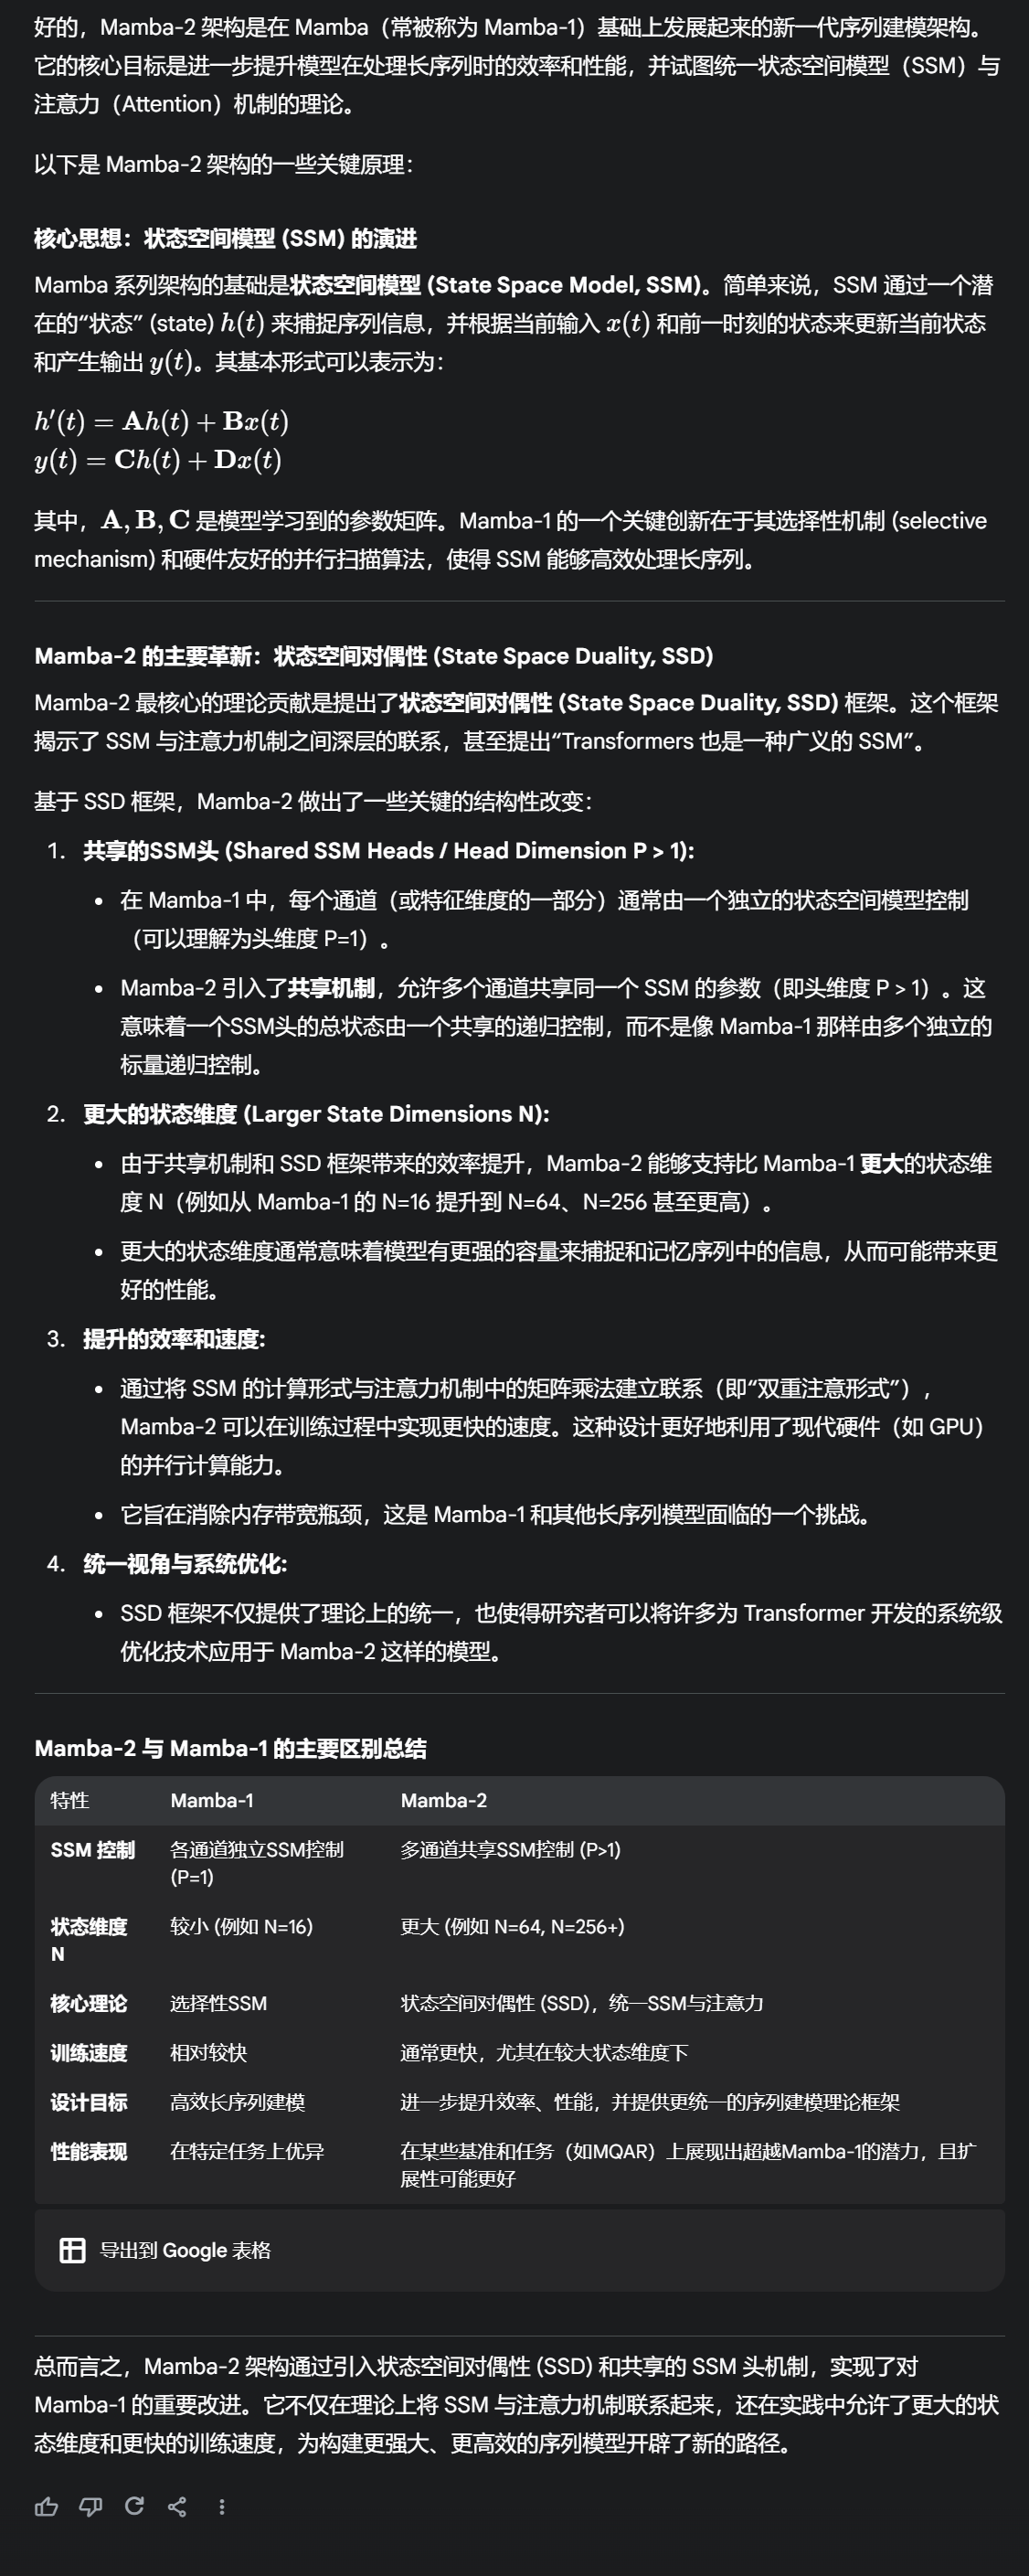 好的，Mamba-2 架构是在 Mamba（常被称为 Mamba-1）基础上发展起来的新一代序列建模架构。
它的核心目标是进一步提升模型在处理长序列时的效率和性能，并试图统一状态空间模型（SSM）与
注意力（Attention）机制的理论。
以下是 Mamba-2 架构的一些关键原理：
核心思想：状态空间模型 (SSM) 的演进
Mamba 系列架构的基础是状态空间模型 (State Space Model, SSM)。简单来说，SSM 通过一个潜
在的“状态” (state) h(t) 来捕捉序列信息，并根据当前输入 x(t) 和前一时刻的状态来更新当前状态
和产生输出 y(t)。其基本形式可以表示为：
h′(t) = Ah(t) + Bx(t)
y(t) = Ch(t) + Dx(t)
其中，A, B, C 是模型学习到的参数矩阵。Mamba-1 的一个关键创新在于其选择性机制 (selective
mechanism) 和硬件友好的并行扫描算法，使得 SSM 能够高效处理长序列。
Mamba-2 的主要革新：状态空间对偶性 (State Space Duality, SSD)
Mamba-2 最核心的理论贡献是提出了状态空间对偶性 (State Space Duality, SSD) 框架。这个框架
揭示了 SSM 与注意力机制之间深层的联系，甚至提出“Transformers 也是一种广义的 SSM”。
基于 SSD 框架，Mamba-2 做出了一些关键的结构性改变：
1. 共享的SSM头 (Shared SSM Heads / Head Dimension P > 1):
• 在 Mamba-1 中，每个通道（或特征维度的一部分）通常由一个独立的状态空间模型控制
（可以理解为头维度 P=1）。
• Mamba-2 引入了共享机制，允许多个通道共享同一个 SSM 的参数（即头维度 P > 1）。这
意味着一个SSM头的总状态由一个共享的递归控制，而不是像 Mamba-1 那样由多个独立的
标量递归控制。
2. 更大的状态维度 (Larger State Dimensions N):
• 由于共享机制和 SSD 框架带来的效率提升，Mamba-2 能够支持比 Mamba-1 更大的状态维
度 N（例如从 Mamba-1 的 N=16 提升到 N=64、N=256 甚至更高）。
• 更大的状态维度通常意味着模型有更强的容量来捕捉和记忆序列中的信息，从而可能带来更
好的性能。
3. 提升的效率和速度:
• 通过将 SSM 的计算形式与注意力机制中的矩阵乘法建立联系（即“双重注意形式”），
Mamba-2 可以在训练过程中实现更快的速度。这种设计更好地利用了现代硬件（如 GPU）
的并行计算能力。
• 它旨在消除内存带宽瓶颈，这是 Mamba-1 和其他长序列模型面临的一个挑战。
4. 统一视角与系统优化:
• SSD 框架不仅提供了理论上的统一，也使得研究者可以将许多为 Transformer 开发的系统级
优化技术应用于 Mamba-2 这样的模型。
Mamba-2 与 Mamba-1 的主要区别总结
特性 Mamba-1 Mamba-2
SSM 控制 各通道独立SSM控制 多通道共享SSM控制 (P>1)
(P=1)
状态维度 较小 (例如 N=16) 更大 (例如 N=64, N=256+)
N
核心理论 选择性SSM 状态空间对偶性 (SSD)，统一SSM与注意力
训练速度 相对较快 通常更快，尤其在较大状态维度下
设计目标 高效长序列建模 进一步提升效率、性能，并提供更统一的序列建模理论框架
性能表现 在特定任务上优异 在某些基准和任务（如MQAR）上展现出超越Mamba-1的潜力，且扩
展性可能更好
导出到 Google 表格
总而言之，Mamba-2 架构通过引入状态空间对偶性 (SSD) 和共享的 SSM 头机制，实现了对
Mamba-1 的重要改进。它不仅在理论上将 SSM 与注意力机制联系起来，还在实践中允许了更大的状
态维度和更快的训练速度，为构建更强大、更高效的序列模型开辟了新的路径。